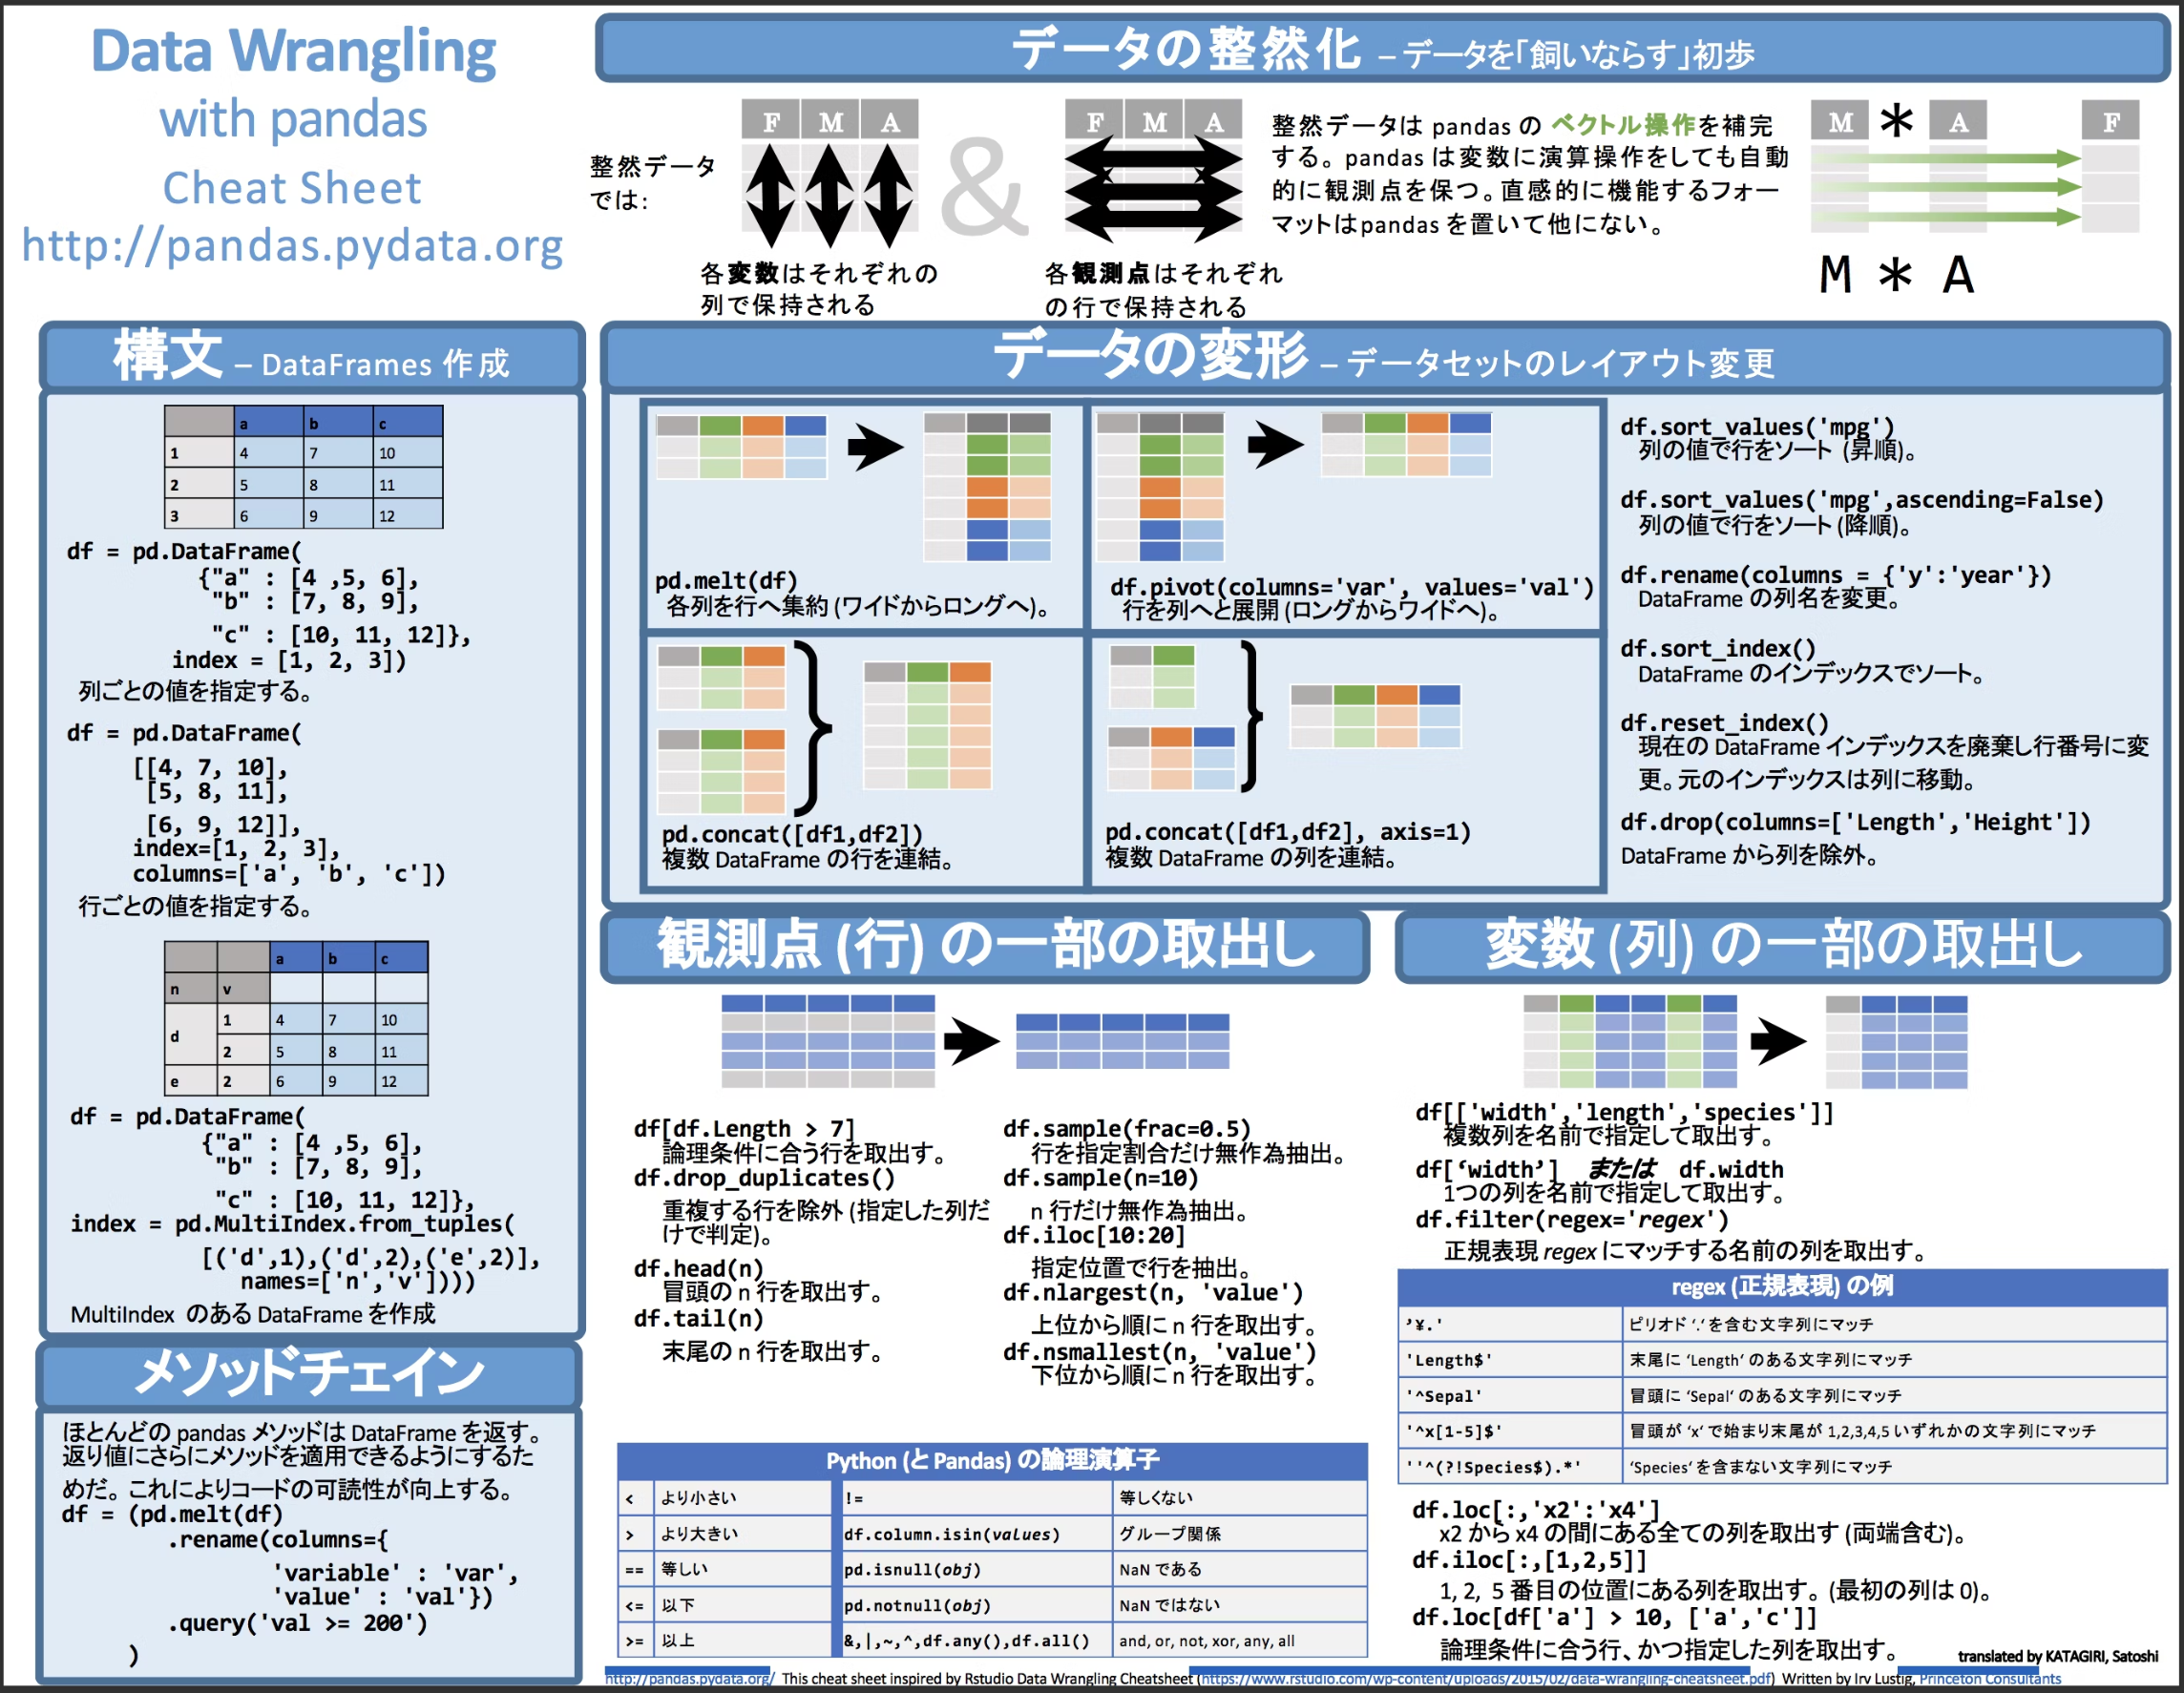 Data Wrangling
with pandas
Cheat Sheet
http://pandas.pydata.org
データの整然化 – データを「飼いならす」初歩
整然データ
では:
F M A
&
F M A
各変数はそれぞれの
列で保持される
各観測点はそれぞれ
の行で保持される
整然データは pandas の ベクトル操作を補完
する。pandas は変数に演算操作をしても自動
的に観測点を保つ。直感的に機能するフォー
マットはpandas を置いて他にない。
M * A F
M * A
構文 – DataFrames 作成
a b c
1 4 7 10
2 5 8 11
3 6 9 12
df = pd.DataFrame(
{"a" : [4 ,5, 6],
"b" : [7, 8, 9],
"c" : [10, 11, 12]},
index = [1, 2, 3])
列ごとの値を指定する。
df = pd.DataFrame(
[[4, 7, 10],
[5, 8, 11],
[6, 9, 12]],
index=[1, 2, 3],
columns=['a', 'b', 'c'])
行ごとの値を指定する。
a b c
n v
d 1 4 7 10
2 5 8 11
e 2 6 9 12
df = pd.DataFrame(
{"a" : [4 ,5, 6],
"b" : [7, 8, 9],
"c" : [10, 11, 12]},
index = pd.MultiIndex.from_tuples(
[('d',1),('d',2),('e',2)],
names=['n','v'])))
MultiIndex のある DataFrame を作成
メソッドチェイン
ほとんどの pandas メソッドは DataFrame を返す。
返り値にさらにメソッドを適用できるようにするた
めだ。これによりコードの可読性が向上する。
df = (pd.melt(df)
.rename(columns={
'variable' : 'var',
'value' : 'val'})
.query('val >= 200')
)
データの変形 – データセットのレイアウト変更
pd.melt(df)
各列を行へ集約 (ワイドからロングへ)。
df.pivot(columns='var', values='val')
行を列へと展開 (ロングからワイドへ)。
pd.concat([df1,df2])
複数 DataFrame の行を連結。
pd.concat([df1,df2], axis=1)
複数 DataFrame の列を連結。
df.sort_values('mpg')
列の値で行をソート (昇順)。
df.sort_values('mpg',ascending=False)
列の値で行をソート (降順)。
df.rename(columns = {'y':'year'})
DataFrame の列名を変更。
df.sort_index()
DataFrame のインデックスでソート。
df.reset_index()
現在の DataFrame インデックスを廃棄し行番号に変
更。元のインデックスは列に移動。
df.drop(columns=['Length','Height'])
DataFrame から列を除外。
観測点 (行) の一部の取出し
df[df.Length > 7]
論理条件に合う行を取出す。
df.drop_duplicates()
重複する行を除外 (指定した列だ
けで判定)。
df.head(n)
冒頭の n 行を取出す。
df.tail(n)
末尾の n 行を取出す。
df.sample(frac=0.5)
行を指定割合だけ無作為抽出。
df.sample(n=10)
n 行だけ無作為抽出。
df.iloc[10:20]
指定位置で行を抽出。
df.nlargest(n, 'value')
上位から順に n 行を取出す。
df.nsmallest(n, 'value')
下位から順に n 行を取出す。
Python (と Pandas) の論理演算子
< より小さい != 等しくない
> より大きい df.column.isin(values) グループ関係
== 等しい pd.isnull(obj) NaN である
<= 以下 pd.notnull(obj) NaN ではない
>= 以上 &,|,~,^,df.any(),df.all() and, or, not, xor, any, all
変数 (列) の一部の取出し
df[['width','length','species']]
複数列を名前で指定して取出す。
df[‘width’] または df.width
1つの列を名前で指定して取出す。
df.filter(regex='regex')
正規表現 regex にマッチする名前の列を取出す。
regex (正規表現) の例
’¥.' ピリオド ‘.‘ を含む文字列にマッチ
'Length$' 末尾に ‘Length‘ のある文字列にマッチ
'^Sepal' 冒頭に ‘Sepal‘ のある文字列にマッチ
'^x[1-5]$' 冒頭が ‘x‘ で始まり末尾が 1,2,3,4,5 いずれかの文字列にマッチ
''^(?!Species$).*' ‘Species‘ を含まない文字列にマッチ
df.loc[:,'x2':'x4']
x2 から x4 の間にある全ての列を取出す (両端含む)。
df.iloc[:,[1,2,5]]
1, 2, 5 番目の位置にある列を取出す。(最初の列は 0)。
df.loc[df['a'] > 10, ['a','c']]
論理条件に合う行、かつ指定した列を取出す。
translated by KATAGIRI, Satoshi
http://pandas.pydata.org/ This cheat sheet inspired by Rstudio Data Wrangling Cheatsheet (https://www.rstudio.com/wp-content/uploads/2015/02/data-wrangling-cheatsheet.pdf) Written by Irv Lustig, Princeton Consultants